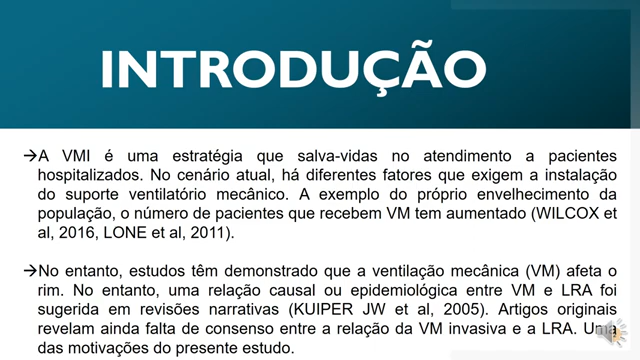 INTRODUÇÃO
→A VMI é uma estratégia que salva-vidas no atendimento a pacientes
hospitalizados. No cenário atual, há diferentes fatores que exigem a instalação
do suporte ventilatório mecânico. A exemplo do próprio envelhecimento da
população, o número de pacientes que recebem VM tem aumentado (WILCOX et
al, 2016, LONE et al, 2011).
→No entanto, estudos têm demonstrado que a ventilação mecânica (VM) afeta o
rim. No entanto, uma relação causal ou epidemiológica entre VM e LRA foi
sugerida em revisões narrativas (KUIPER JW et al, 2005). Artigos originais
revelam ainda falta de consenso entre a relação da VM invasiva e a LRA. Uma
das motivações do presente estudo.